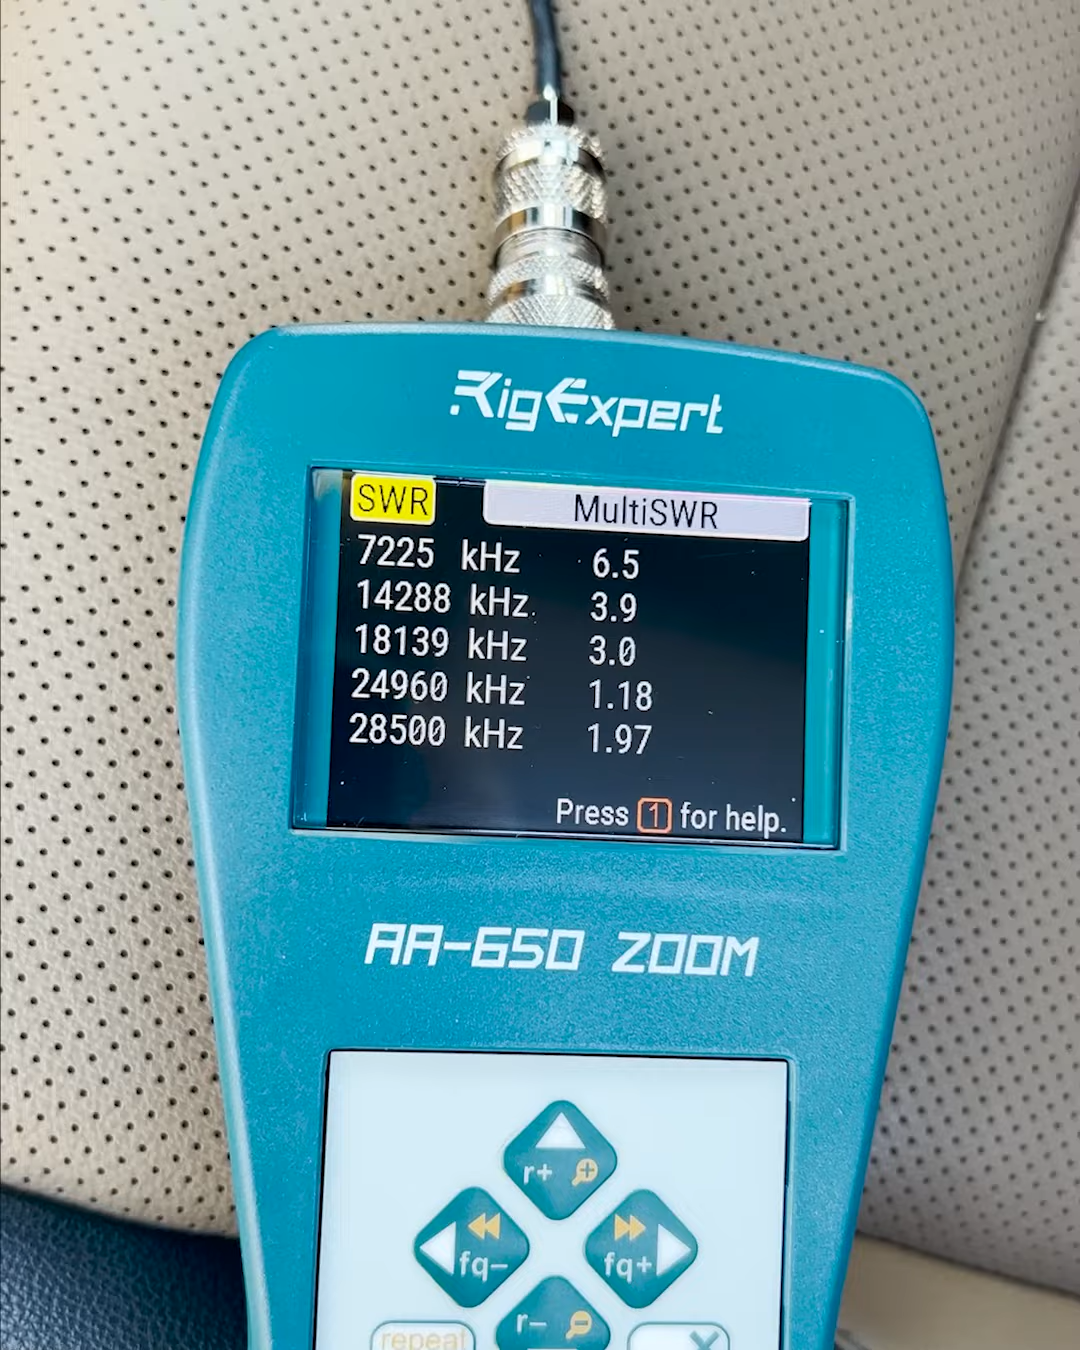 RigExpert
SWR MultiSWR
7225 kHz 6.5
14288 kHz 3.9
18139 kHz 3.0
24960 kHz 1.18
28500 kHz 1.97
Press 1 for help.
AA-650 ZOOM
r+
fq- fq+
r-
repeat